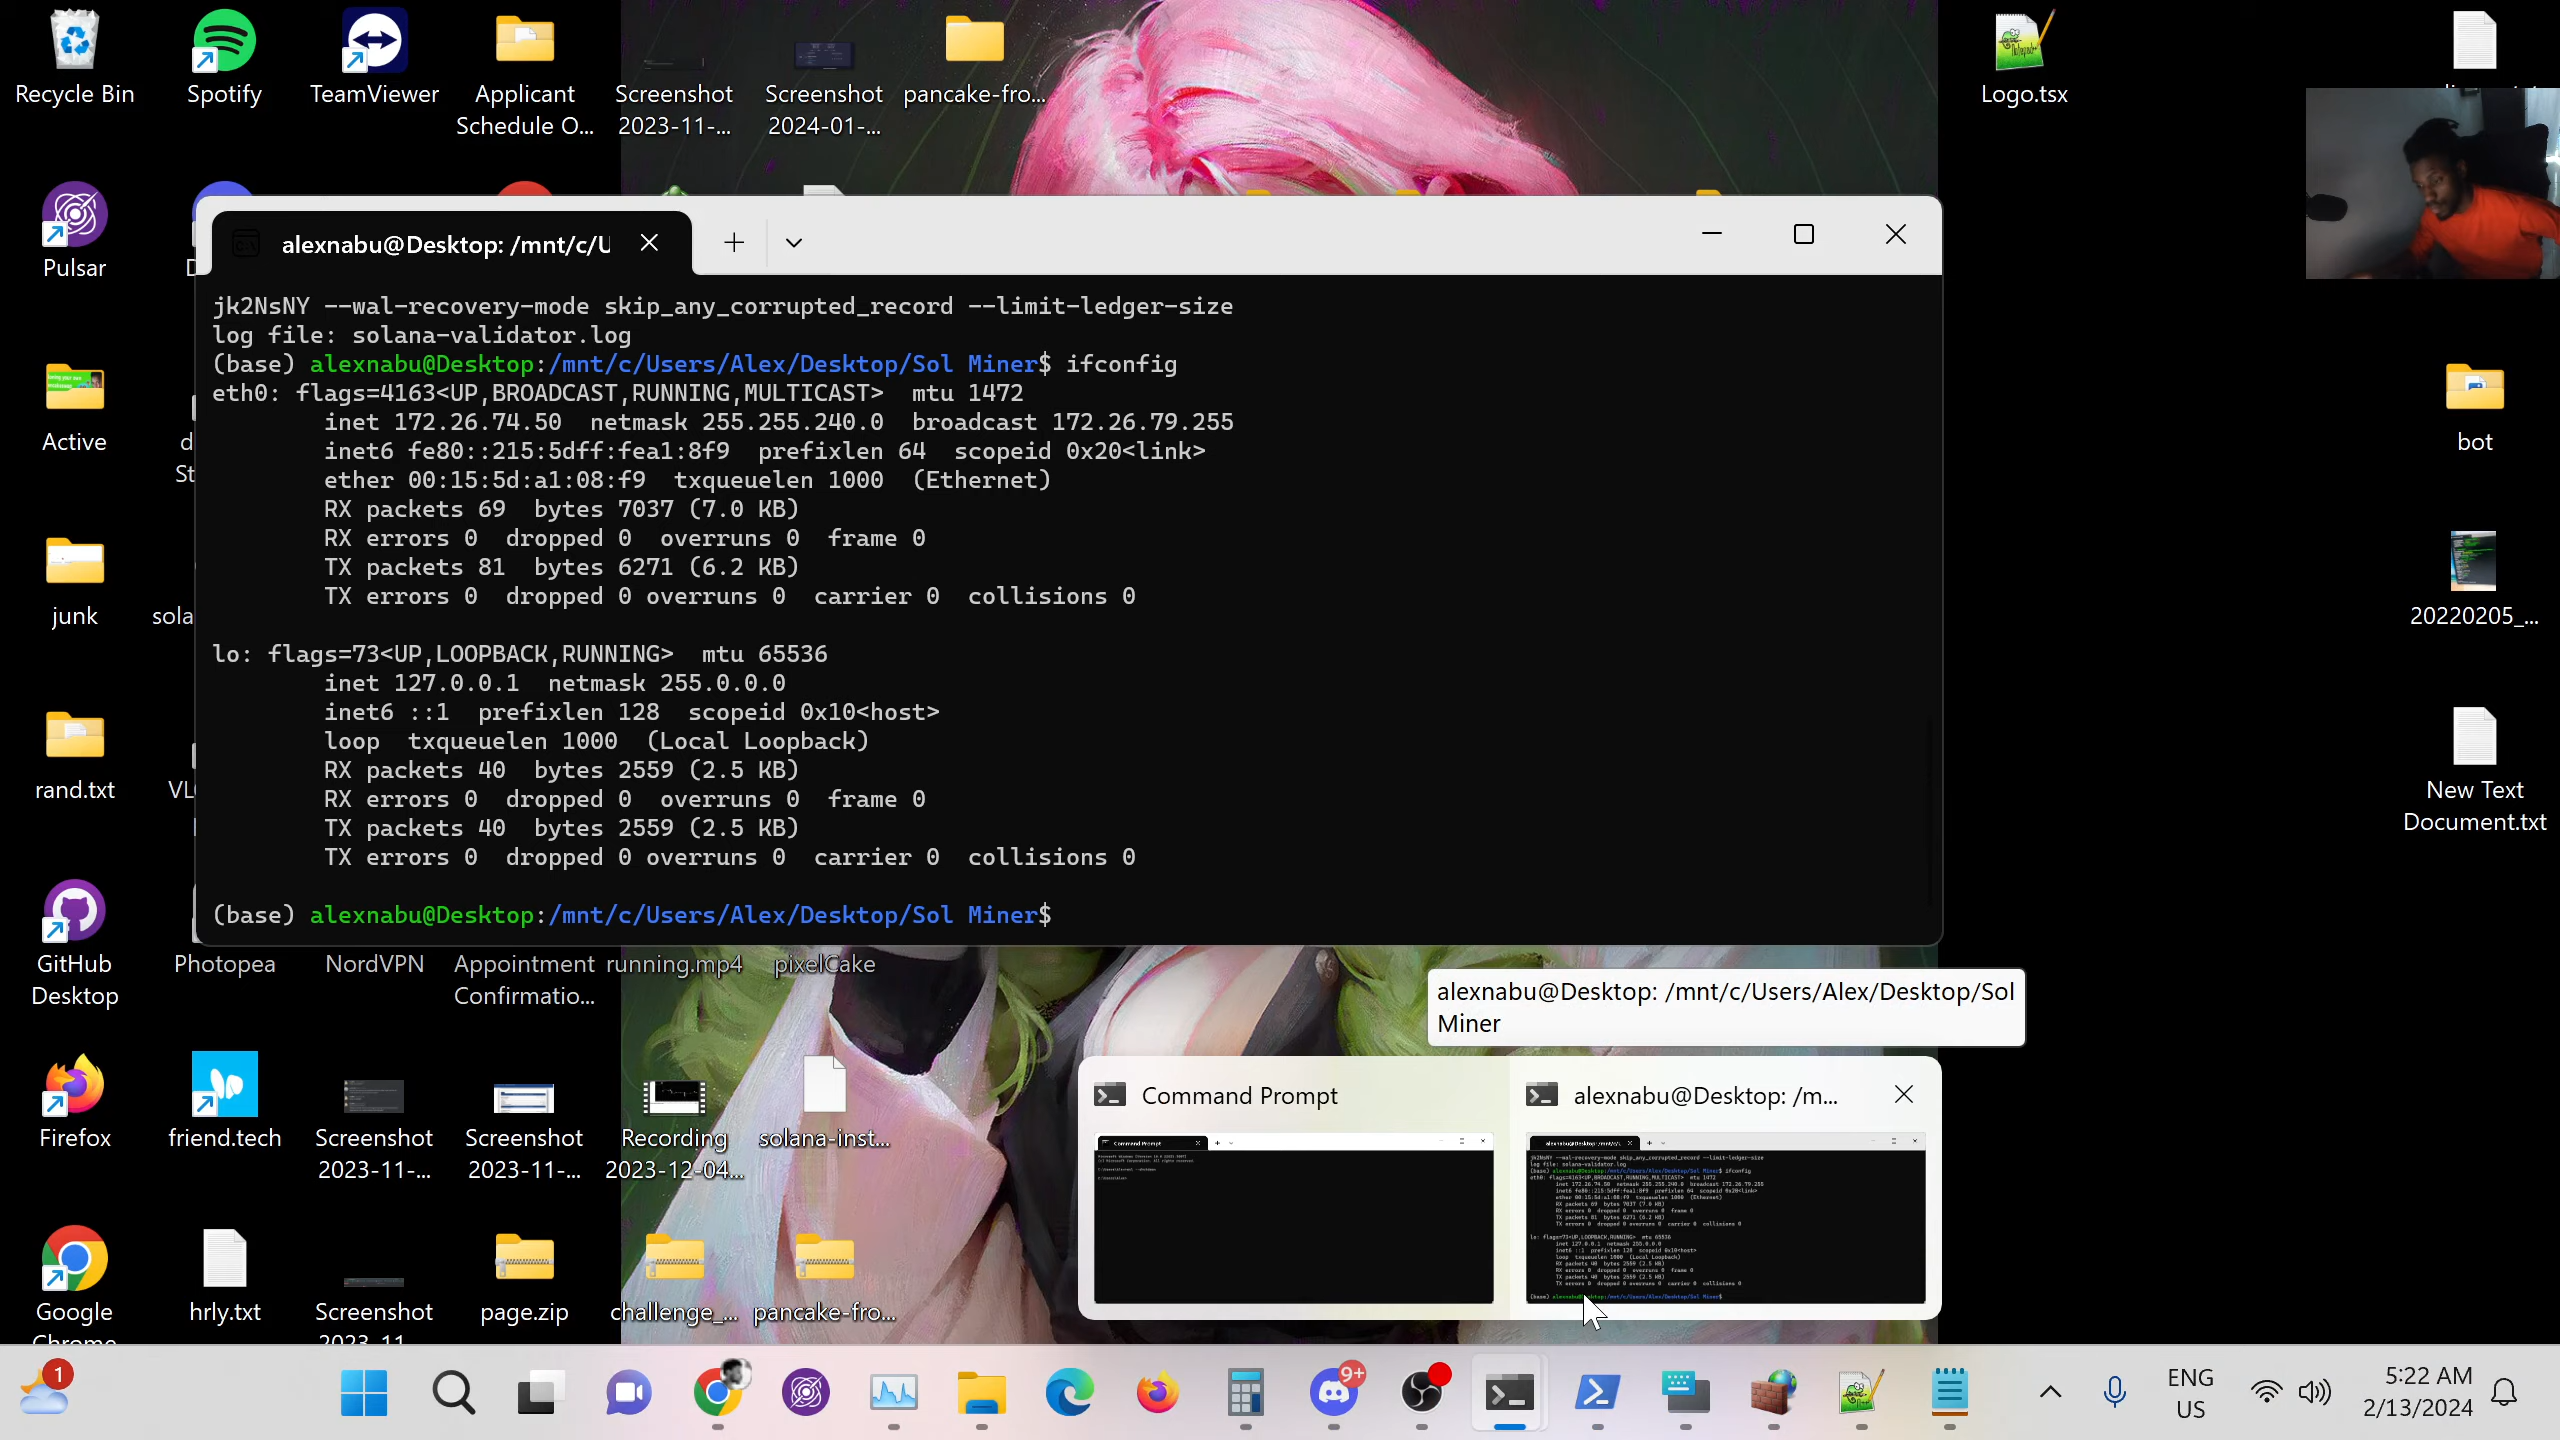 Recycle Bin
Spotify
TeamViewer
Applicant
Schedule O...
Screenshot
2023-11-...
Screenshot
2024-01-...
pancake-fro...
Logo.tsx
Pulsar
alexnabu@Desktop: /mnt/c/U
jk2NsNY --wal-recovery-mode skip_any_corrupted_record --limit-ledger-size
log file: solana-validator.log
(base) alexnabu@Desktop:/mnt/c/Users/Alex/Desktop/Sol Miner$ ifconfig
eth0: flags=4163<UP,BROADCAST,RUNNING,MULTICAST>  mtu 1472
inet 172.26.74.50  netmask 255.255.240.0  broadcast 172.26.79.255
inet6 fe80::215:5dff:fea1:8f9  prefixlen 64  scopeid 0x20<link>
ether 00:15:5d:a1:08:f9  txqueuelen 1000  (Ethernet)
RX packets 69  bytes 7037 (7.0 KB)
RX errors 0  dropped 0  overruns 0  frame 0
TX packets 81  bytes 6271 (6.2 KB)
TX errors 0  dropped 0 overruns 0  carrier 0  collisions 0
lo: flags=73<UP,LOOPBACK,RUNNING>  mtu 65536
inet 127.0.0.1  netmask 255.0.0.0
inet6 ::1  prefixlen 128  scopeid 0x10<host>
loop  txqueuelen 1000  (Local Loopback)
RX packets 40  bytes 2559 (2.5 KB)
RX errors 0  dropped 0  overruns 0  frame 0
TX packets 40  bytes 2559 (2.5 KB)
TX errors 0  dropped 0 overruns 0  carrier 0  collisions 0
(base) alexnabu@Desktop:/mnt/c/Users/Alex/Desktop/Sol Miner$
Active
d
St
bot
junk
sola
20220205_...
rand.txt
VL
New Text
Document.txt
GitHub
Desktop
Photopea
NordVPN
Appointment
Confirmatio...
running.mp4
pixelCake
alexnabu@Desktop: /mnt/c/Users/Alex/Desktop/Sol
Miner
Command Prompt
alexnabu@Desktop: /m...
Firefox
friend.tech
Screenshot
2023-11-...
Screenshot
2023-11-...
Recording
2023-12-04...
solana-inst...
Google
Chrome
hrly.txt
Screenshot
2023-11
page.zip
challenge_...
pancake-fro...
1
9+
ENG
US
5:22 AM
2/13/2024